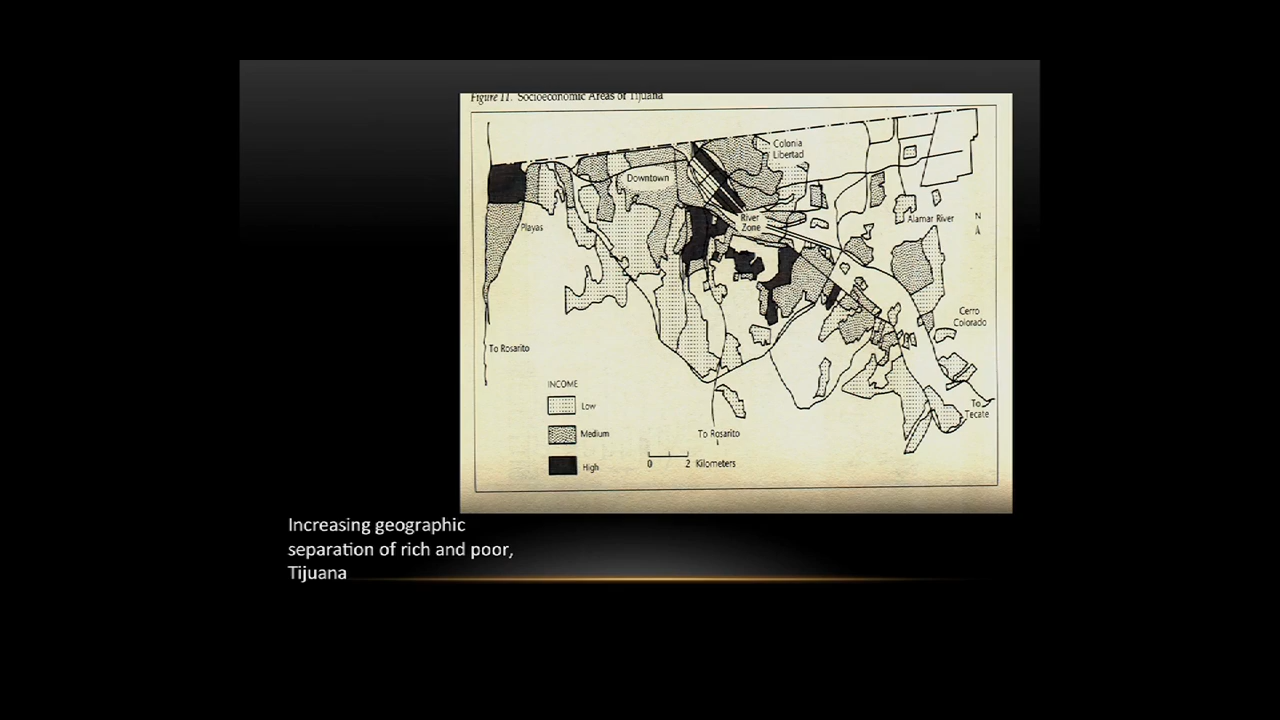 Figure 11. Socioeconomic Areas of Tijuana
Colonia
Libertad
Downtown
River
Zone
Alamar River
N
Playas
Cerro
Colorado
To Rosarito
INCOME
Low
Medium
High
To
Tecate
To Rosarito
0 2 Kilometers
Increasing geographic
separation of rich and poor,
Tijuana